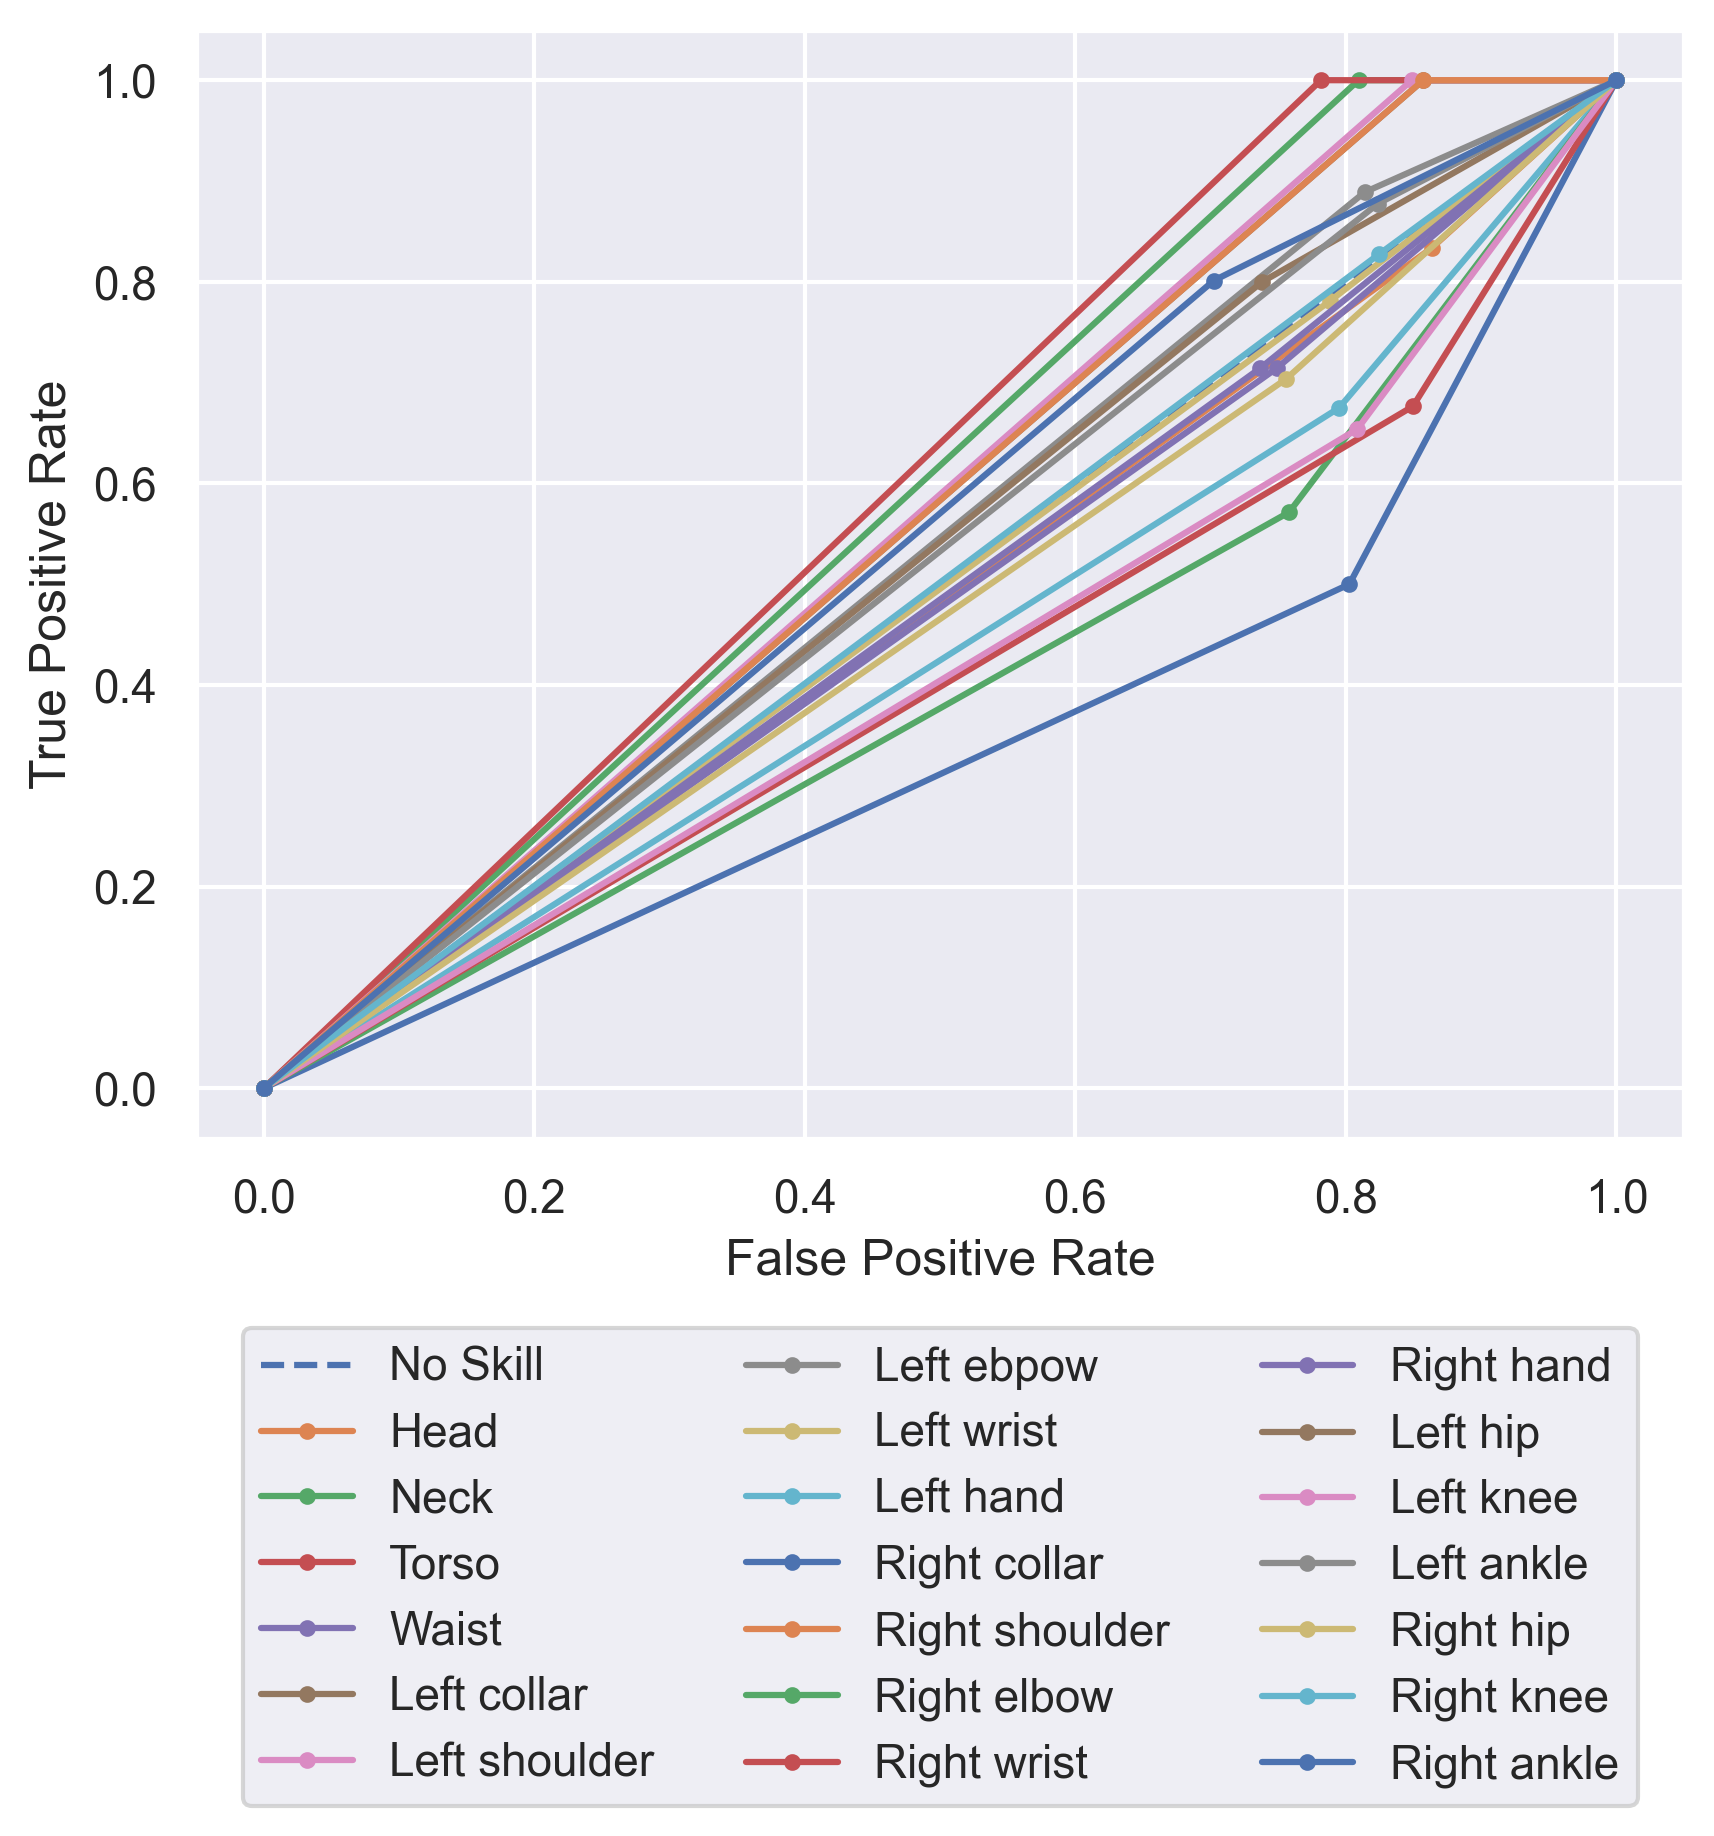 1.0
0.8
0.6
0.4
0.2
0.0
True Positive Rate
0.0 0.2 0.4 0.6 0.8 1.0
False Positive Rate
No Skill
Head
Neck
Torso
Waist
Left collar
Left shoulder
Left ebpow
Left wrist
Left hand
Right collar
Right shoulder
Right elbow
Right wrist
Right hand
Left hip
Left knee
Left ankle
Right hip
Right knee
Right ankle